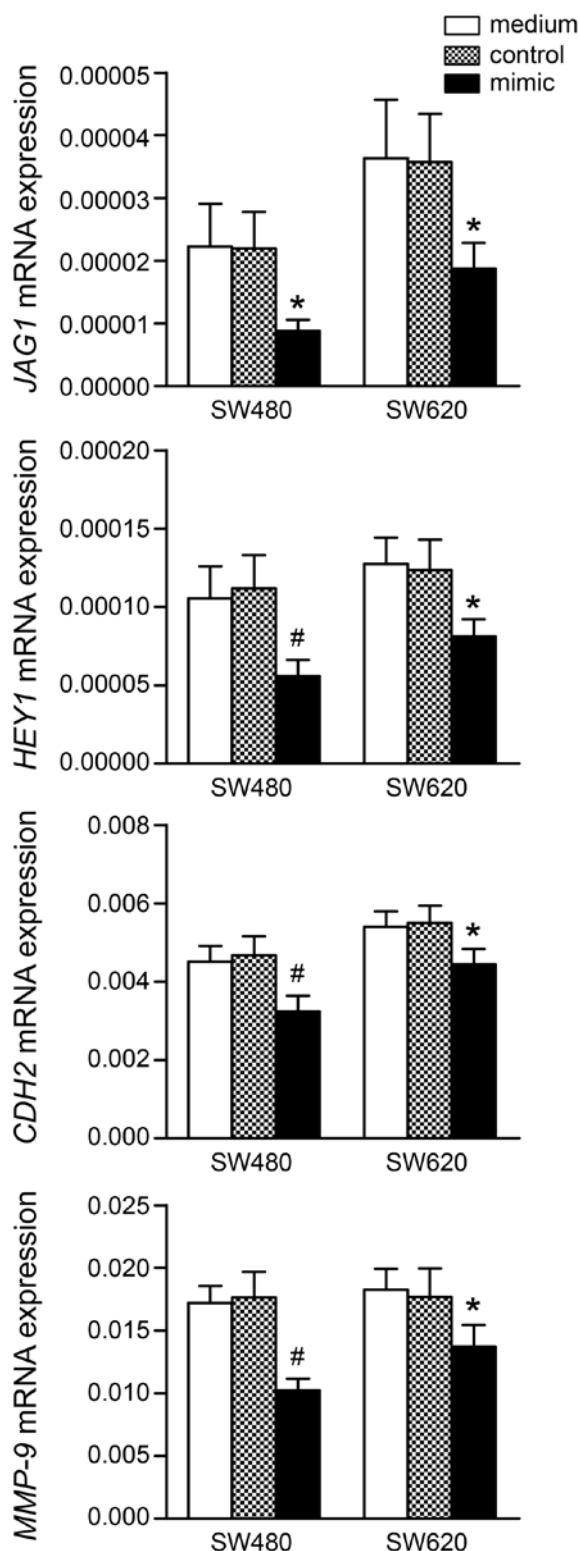 medium
control
mimic
JAG1 mRNA expression
0.00005
0.00004
0.00003
0.00002
0.00001
0.00000
*
*
SW480
SW620
HEY1 mRNA expression
0.00020
0.00015
0.00010
0.00005
0.00000
#
*
SW480
SW620
CDH2 mRNA expression
0.008
0.006
0.004
0.002
0.000
#
*
SW480
SW620
MMP-9 mRNA expression
0.025
0.020
0.015
0.010
0.005
0.000
#
*
SW480
SW620